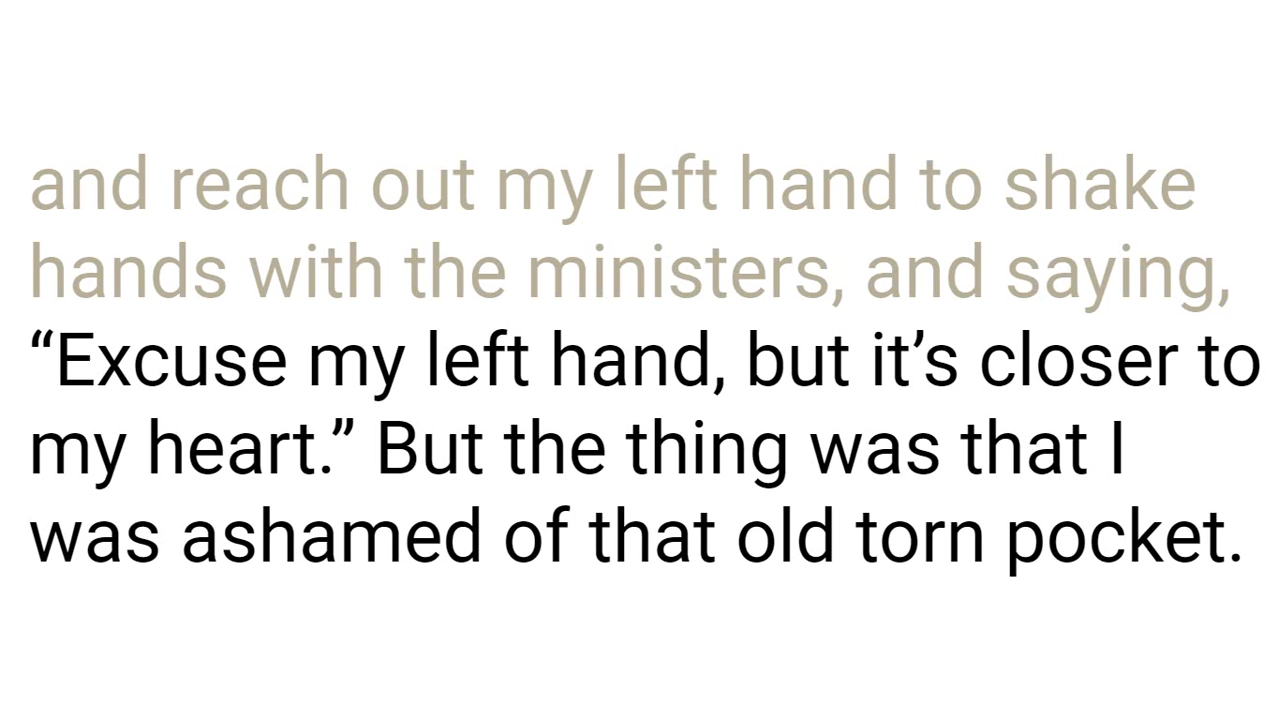 and reach out my left hand to shake
hands with the ministers, and saying,
“Excuse my left hand, but it’s closer to
my heart.” But the thing was that I
was ashamed of that old torn pocket.